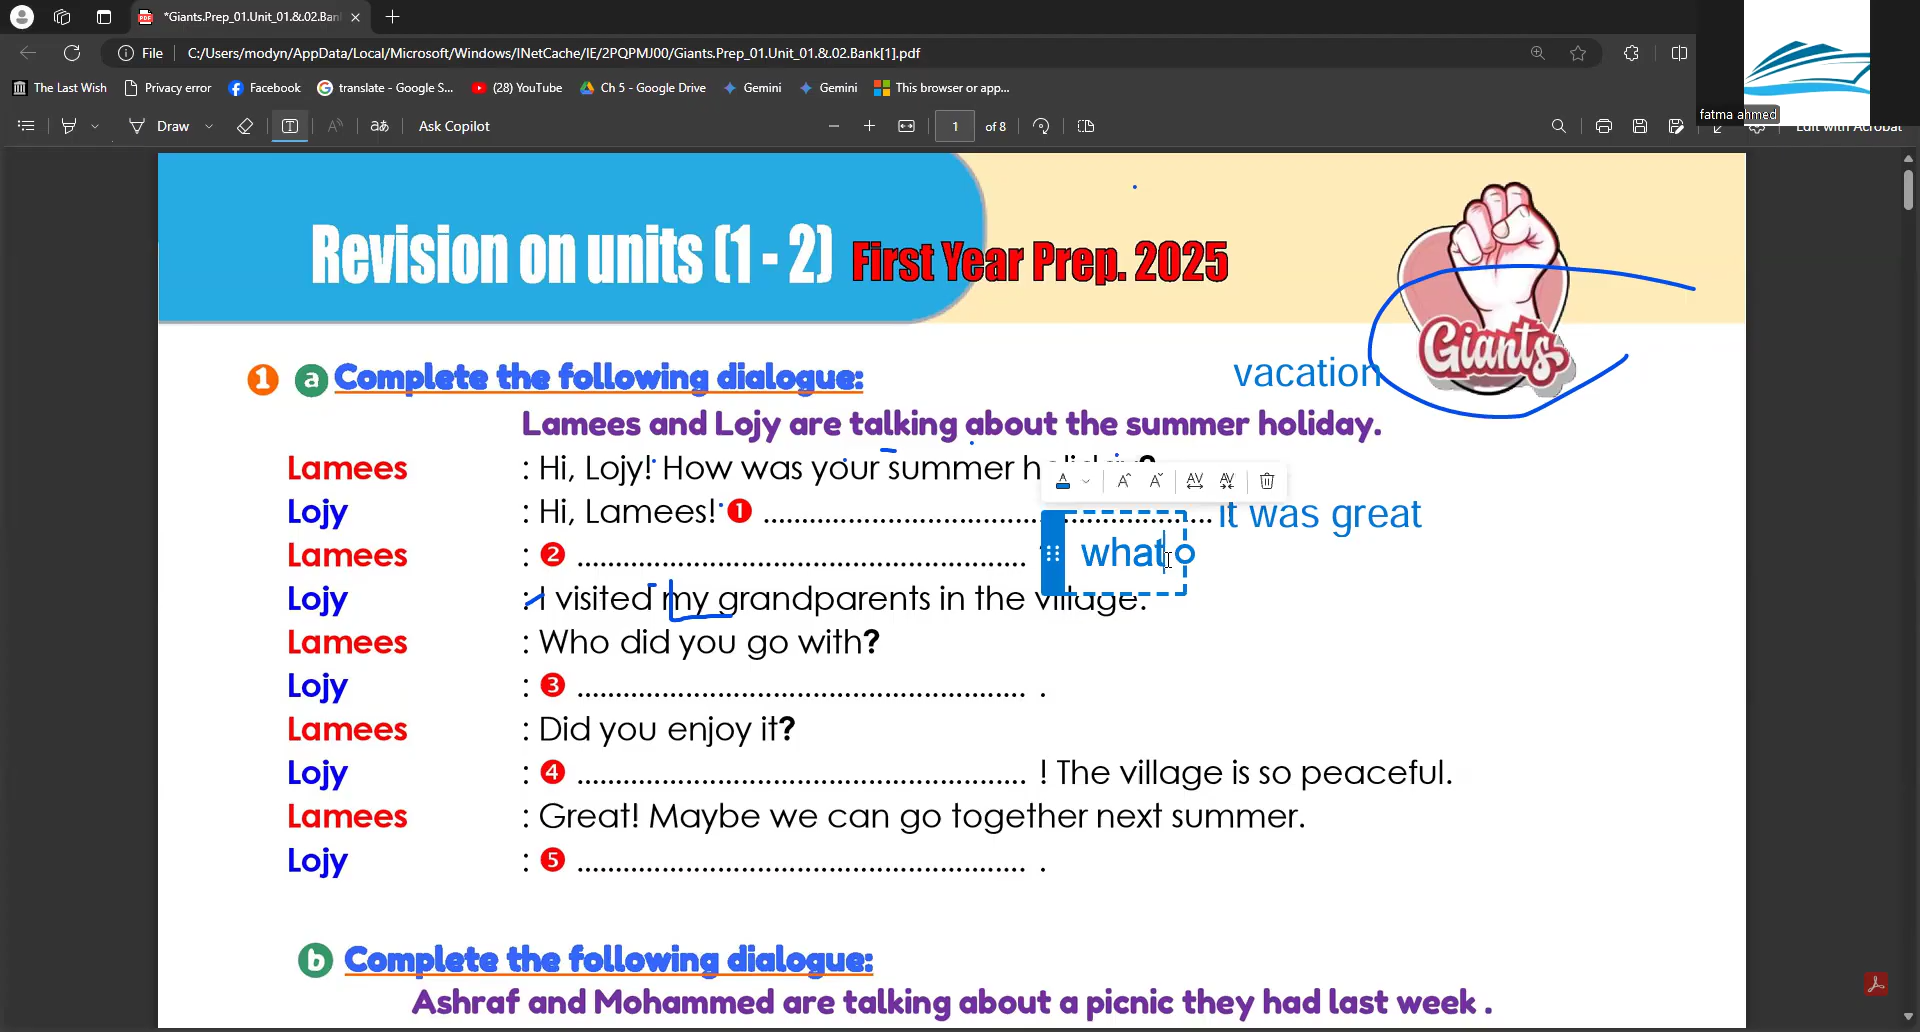 *Giants.Prep_01.Unit_01.&.02.Ban
File C:/Users/modyn/AppData/Local/Microsoft/Windows/INetCache/IE/2PQPMJ00/Giants.Prep_01.Unit_01.&.02.Bank[1].pdf
The Last Wish Privacy error Facebook translate - Google S... (28) YouTube Ch 5 - Google Drive Gemini Gemini This browser or app...
fatma ahmed
Draw aあ Ask Copilot 1 of 8 Edit with Acrobat
Revision on units (1 - 2) First Year Prep. 2025
Giants
1 a Complete the following dialogue: vacation
Lamees and Lojy are talking about the summer holiday.
Lamees : Hi, Lojy! How was your summer
Lojy : Hi, Lamees! 1 ........................................................... it was great
Lamees : 2 ........................................................... what
Lojy : I visited my grandparents in the village.
Lamees : Who did you go with?
Lojy : 3 ........................................................... .
Lamees : Did you enjoy it?
Lojy : 4 ........................................................... ! The village is so peaceful.
Lamees : Great! Maybe we can go together next summer.
Lojy : 5 ........................................................... .
b Complete the following dialogue:
Ashraf and Mohammed are talking about a picnic they had last week .